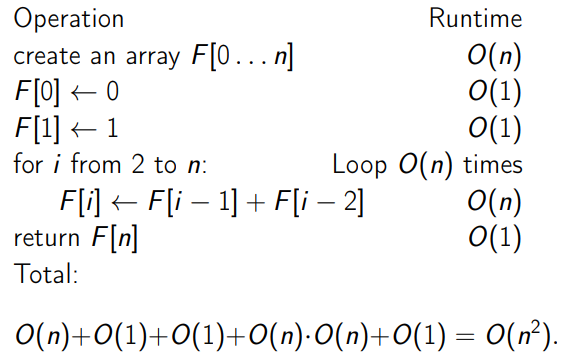 Operation Runtime
create an array F[0 . . . n] O(n)
F[0] ← 0 O(1)
F[1] ← 1 O(1)
for i from 2 to n: Loop O(n) times
F[i] ← F[i − 1] + F[i − 2] O(n)
return F[n] O(1)
Total:
O(n)+O(1)+O(1)+O(n)·O(n)+O(1) = O(n²).